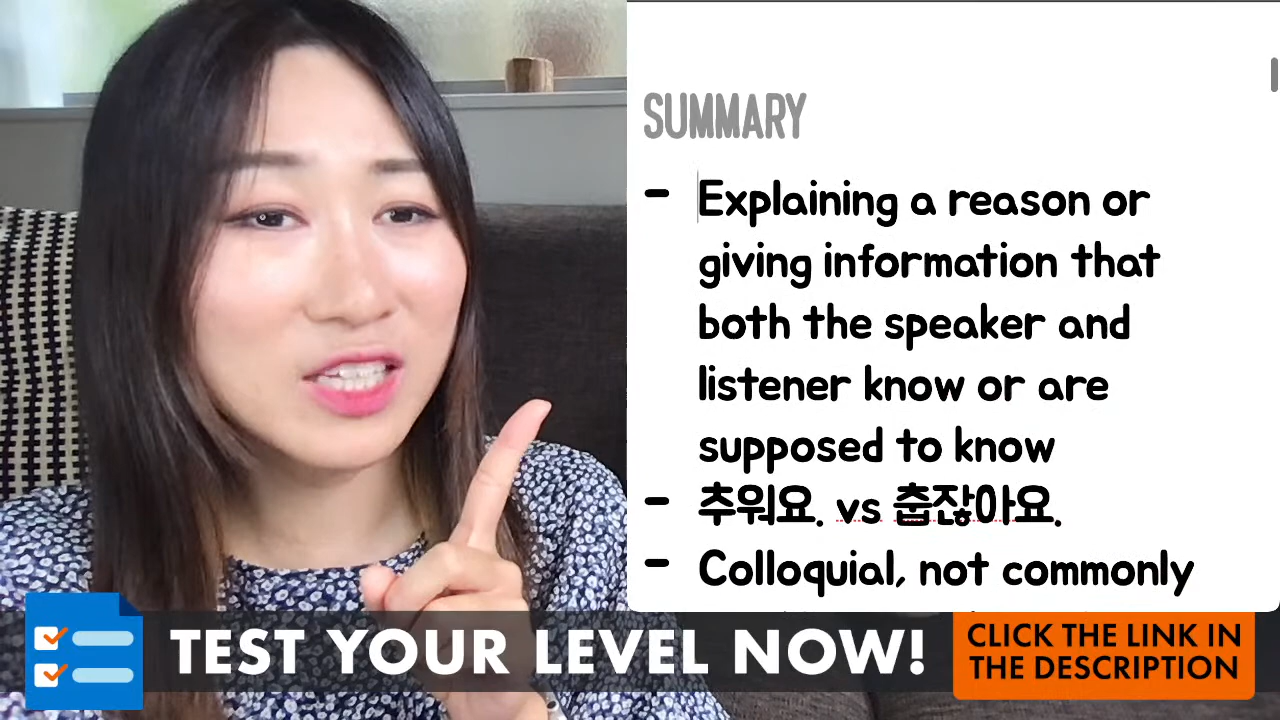 SUMMARY
- Explaining a reason or
giving information that
both the speaker and
listener know or are
supposed to know
- 추워요. vs 춥잖아요.
- Colloquial, not commonly
TEST YOUR LEVEL NOW!
CLICK THE LINK IN
THE DESCRIPTION